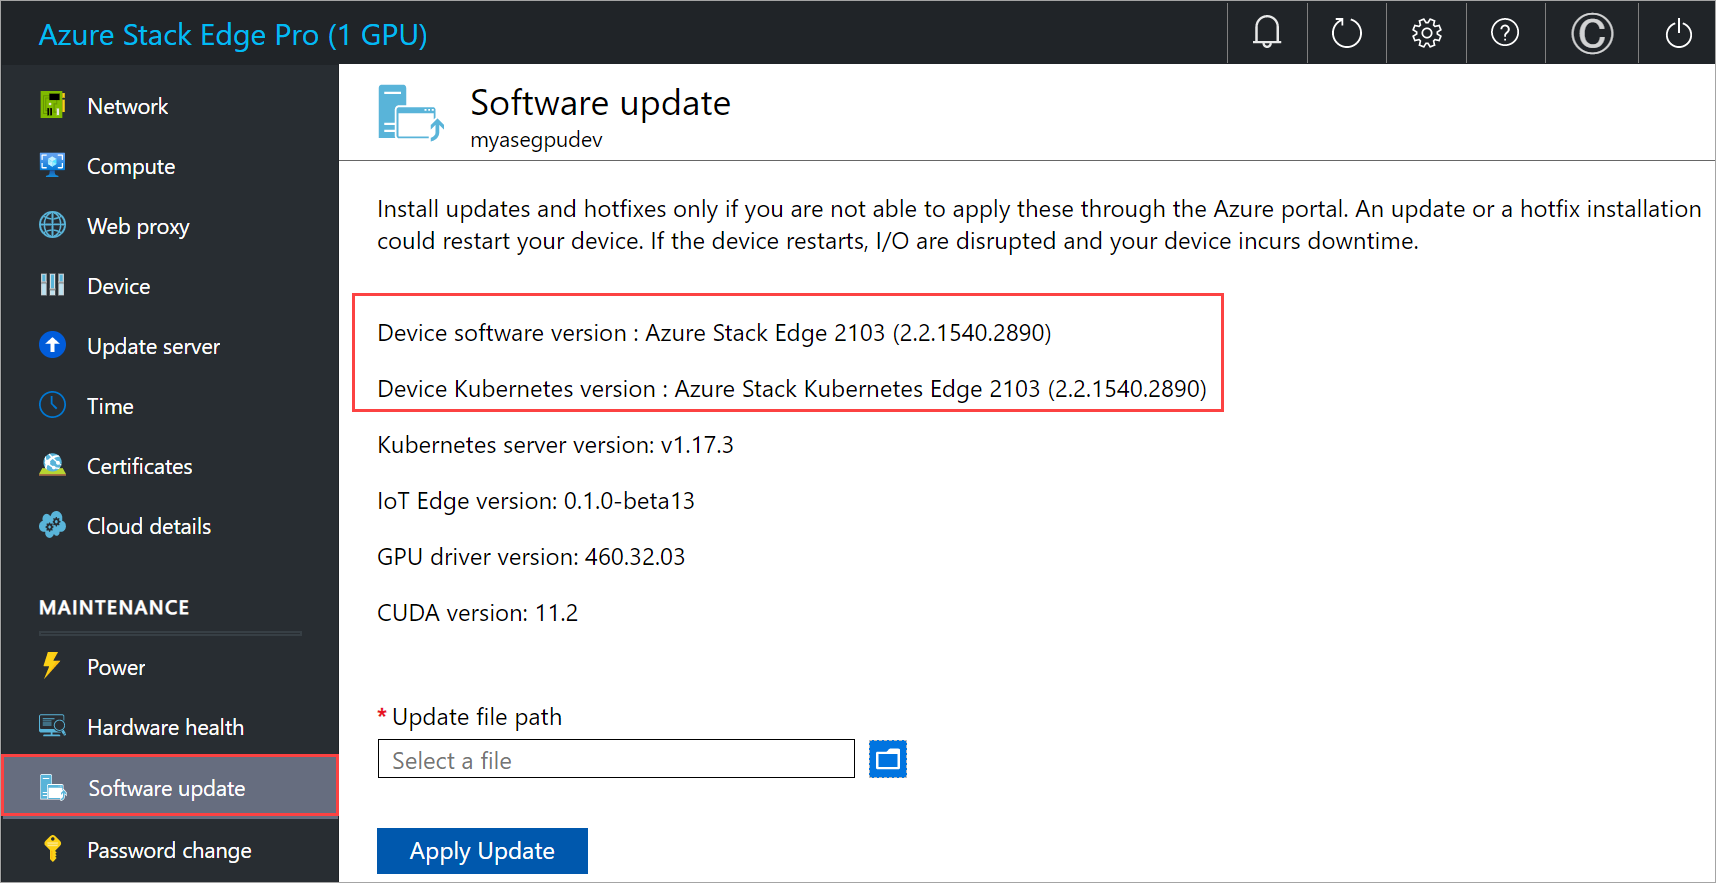 Azure Stack Edge Pro (1 GPU)
Network
Compute
Web proxy
Device
Update server
Time
Certificates
Cloud details
MAINTENANCE
Power
Hardware health
Software update
Password change
Software update
myasegpudev
Install updates and hotfixes only if you are not able to apply these through the Azure portal. An update or a hotfix installation
could restart your device. If the device restarts, I/O are disrupted and your device incurs downtime.
Device software version : Azure Stack Edge 2103 (2.2.1540.2890)
Device Kubernetes version : Azure Stack Kubernetes Edge 2103 (2.2.1540.2890)
Kubernetes server version: v1.17.3
IoT Edge version: 0.1.0-beta13
GPU driver version: 460.32.03
CUDA version: 11.2
* Update file path
Select a file
Apply Update